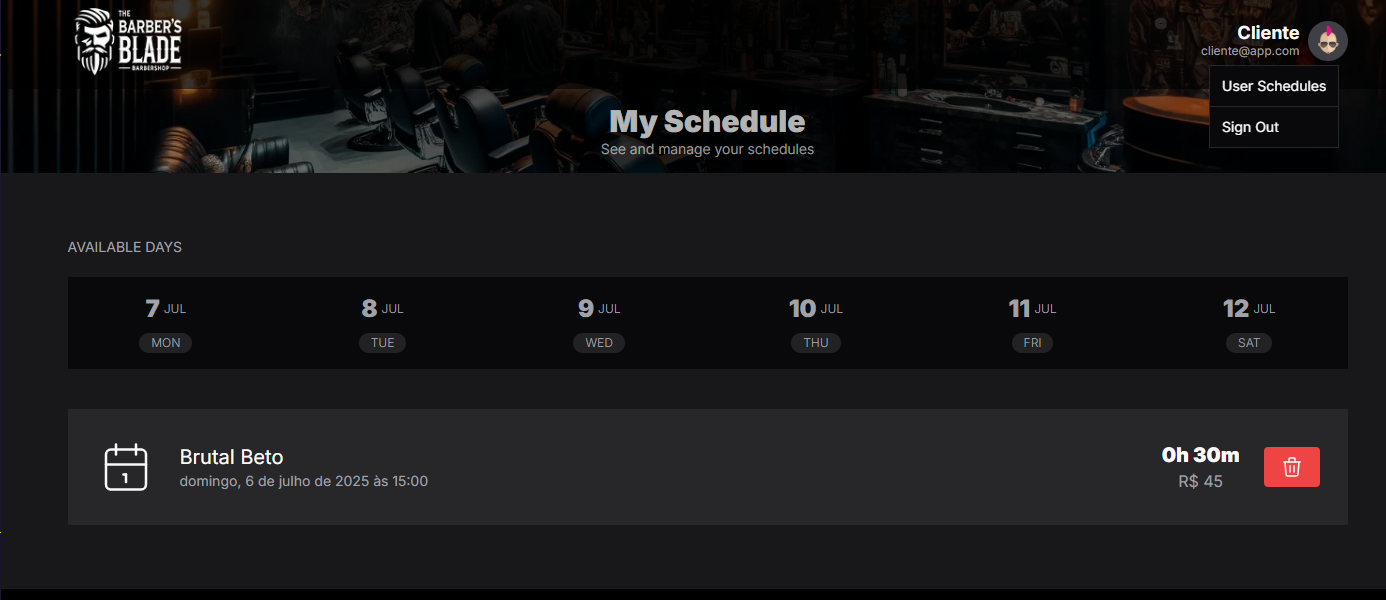 THE
BARBER'S
BLADE
BARBERSHOP
Cliente
cliente@app.com
User Schedules
Sign Out
My Schedule
See and manage your schedules
AVAILABLE DAYS
7 JUL
MON
8 JUL
TUE
9 JUL
WED
10 JUL
THU
11 JUL
FRI
12 JUL
SAT
1
Brutal Beto
domingo, 6 de julho de 2025 às 15:00
0h 30m
R$ 45